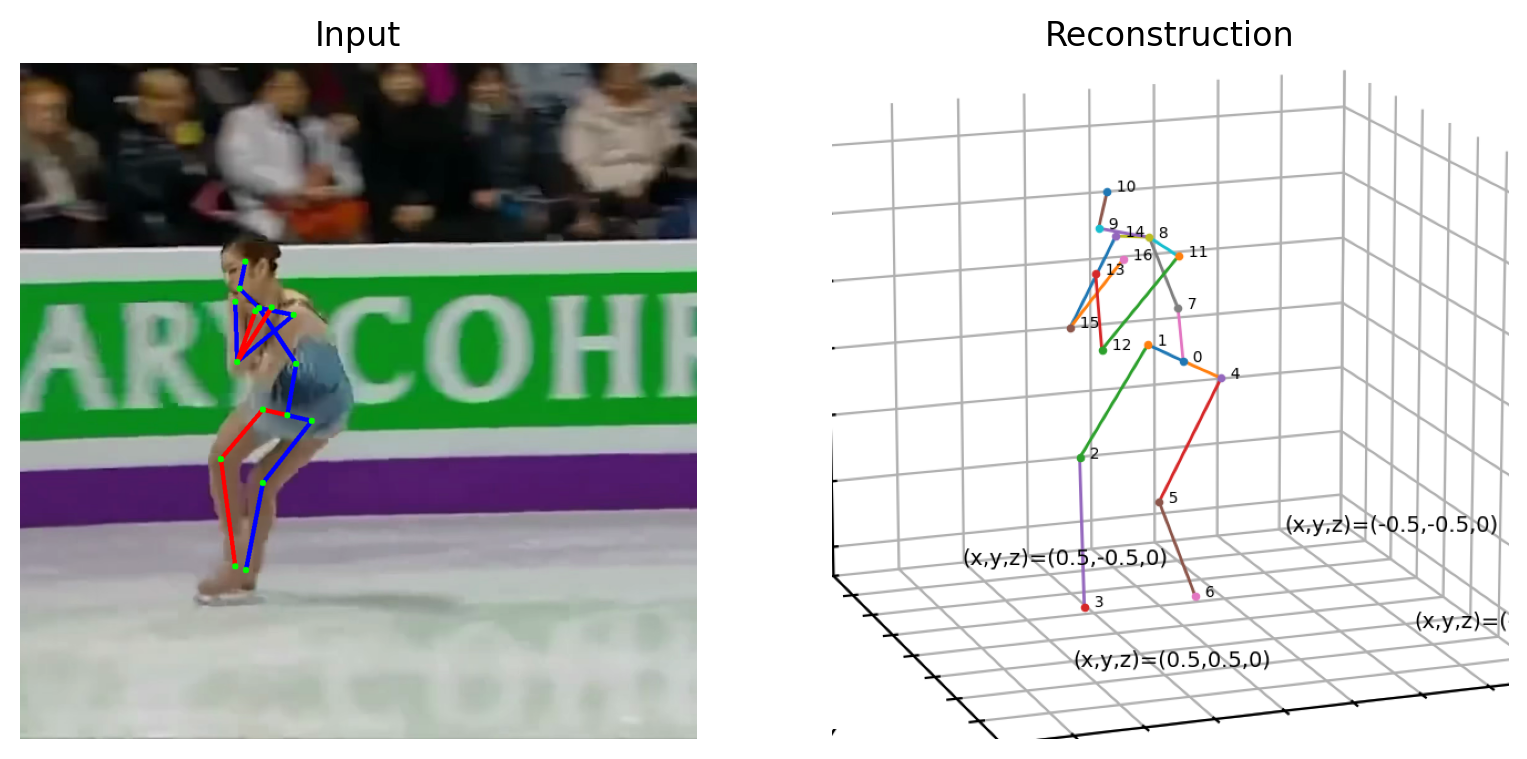 Input
Reconstruction
ARY COHE
10
9
14
8
16
11
13
7
15
12
1
0
4
2
5
(x,y,z)=(-0.5,-0.5,0)
(x,y,z)=(0.5,-0.5,0)
6
3
(x,y,z)=(
(x,y,z)=(0.5,0.5,0)